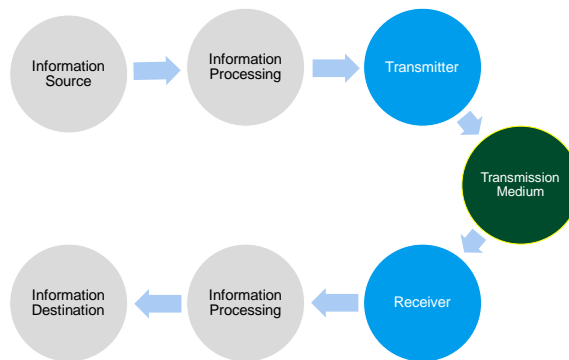 Information
Source
Information
Processing
Transmitter
Transmission
Medium
Receiver
Information
Processing
Information
Destination